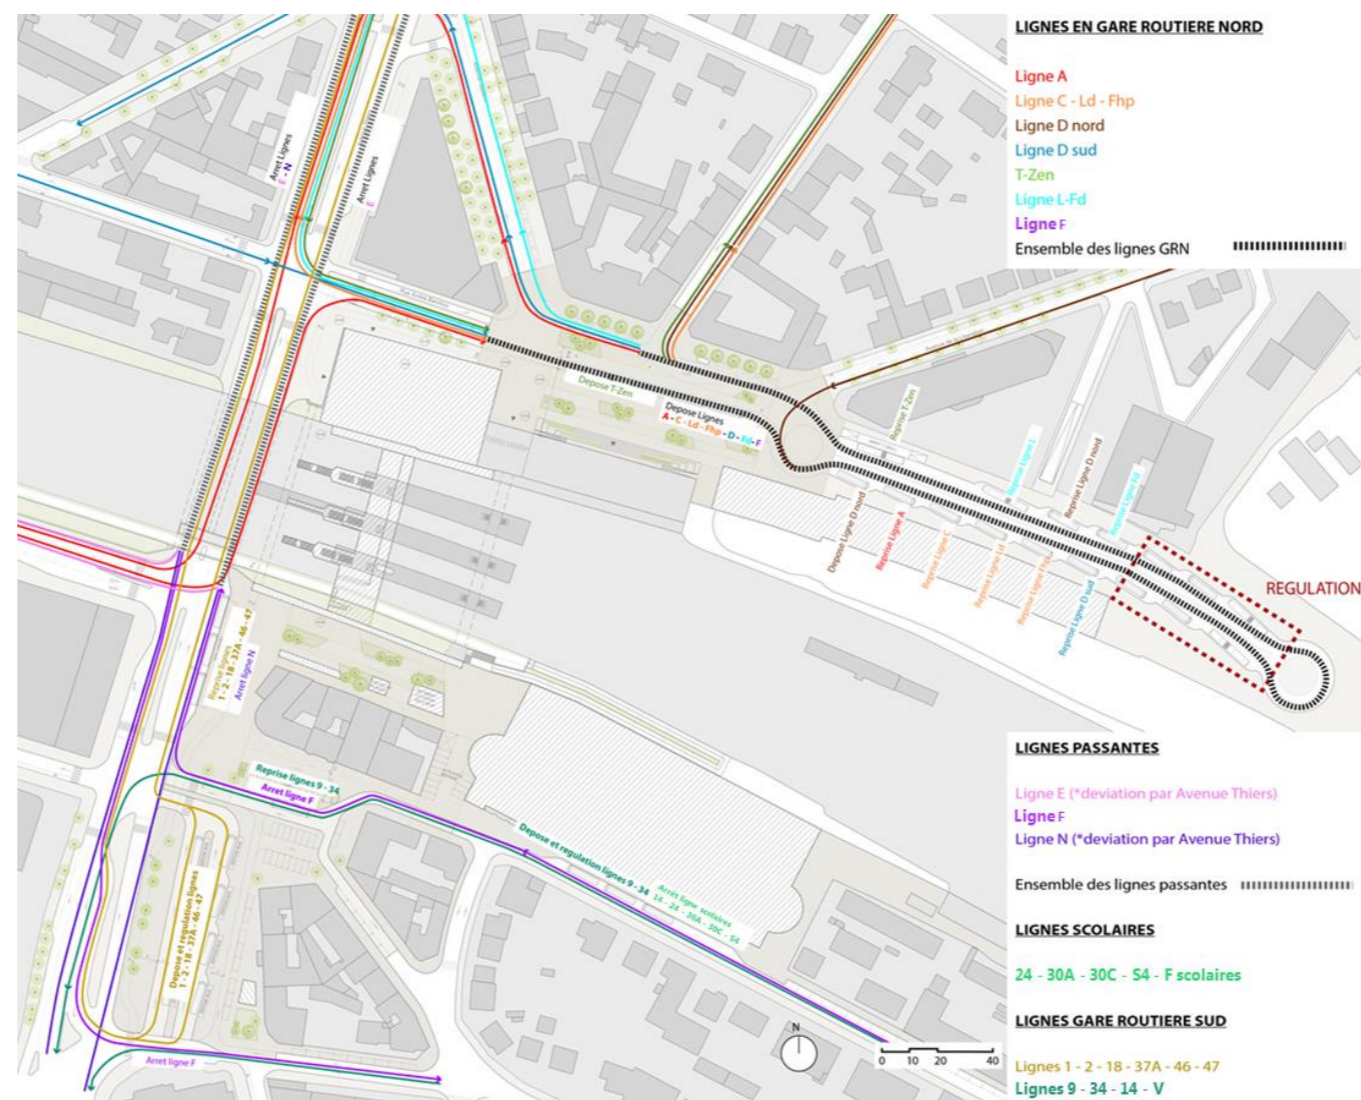 LIGNES EN GARE ROUTIERE NORD
Ligne A
Ligne C - Ld - Fhp
Ligne D nord
Ligne D sud
T-Zen
Ligne L-Fd
Ligne F
Ensemble des lignes GRN
Arret Lignes
E - N
Arret Lignes
E
Depose T-Zen
Depose Lignes
A - C - Ld - Fhp - D - Fd - F
Reprise T-Zen
Reprise Ligne L
Reprise Ligne D nord
Reprise Ligne Fd
Depose Ligne D nord
Reprise Ligne A
Reprise Ligne C
Reprise Ligne Ld
Reprise Ligne Fhp
Reprise Ligne D sud
REGULATION
Reprise lignes
1 - 2 - 18 - 37A - 46 - 47
Arret ligne N
Reprise lignes 9 - 34
Arret ligne F
Depose et regulation lignes 9 - 34
Arrêt ligne scolaires
14 - 24 - 30A - 30C - S4
Depose et regulation lignes
1 - 2 - 18 - 37A - 46 - 47
Arret ligne F
N
0 10 20 40
LIGNES PASSANTES
Ligne E (*deviation par Avenue Thiers)
Ligne F
Ligne N (*deviation par Avenue Thiers)
Ensemble des lignes passantes
LIGNES SCOLAIRES
24 - 30A - 30C - S4 - F scolaires
LIGNES GARE ROUTIERE SUD
Lignes 1 - 2 - 18 - 37A - 46 - 47
Lignes 9 - 34 - 14 - V